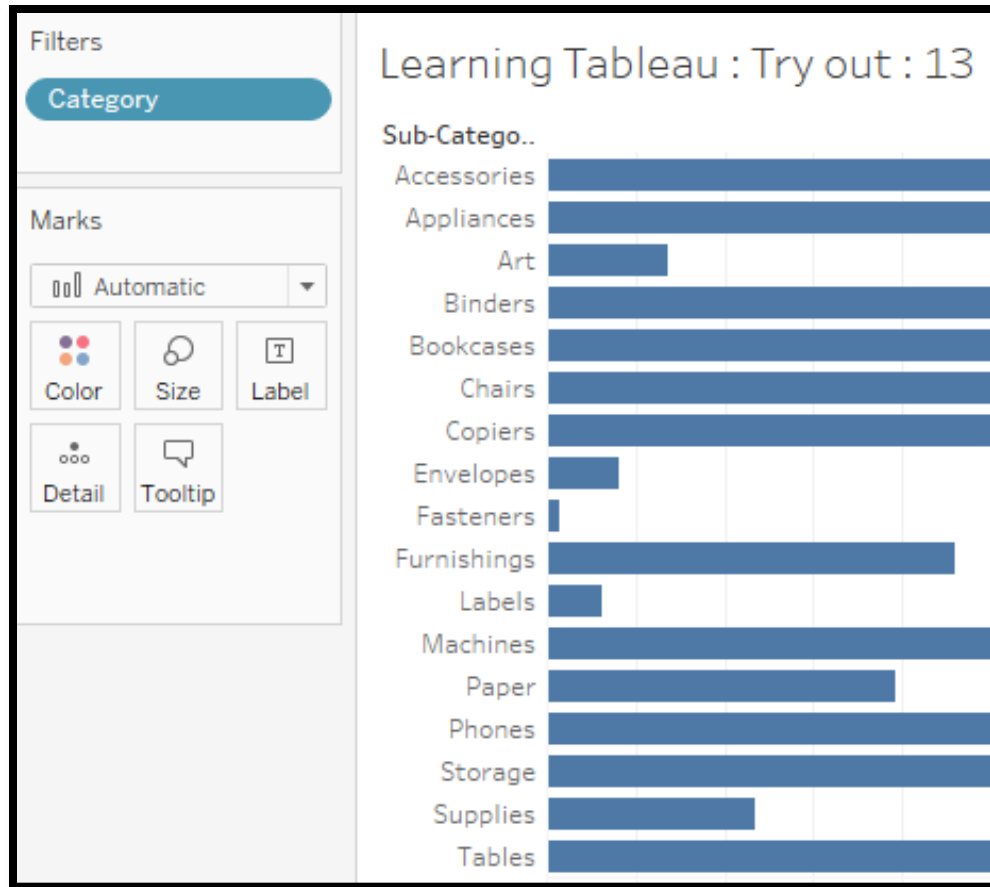 Filters
Category
Marks
Automatic
Color Size Label
Detail Tooltip
Learning Tableau : Try out : 13
Sub-Catego..
Accessories
Appliances
Art
Binders
Bookcases
Chairs
Copiers
Envelopes
Fasteners
Furnishings
Labels
Machines
Paper
Phones
Storage
Supplies
Tables